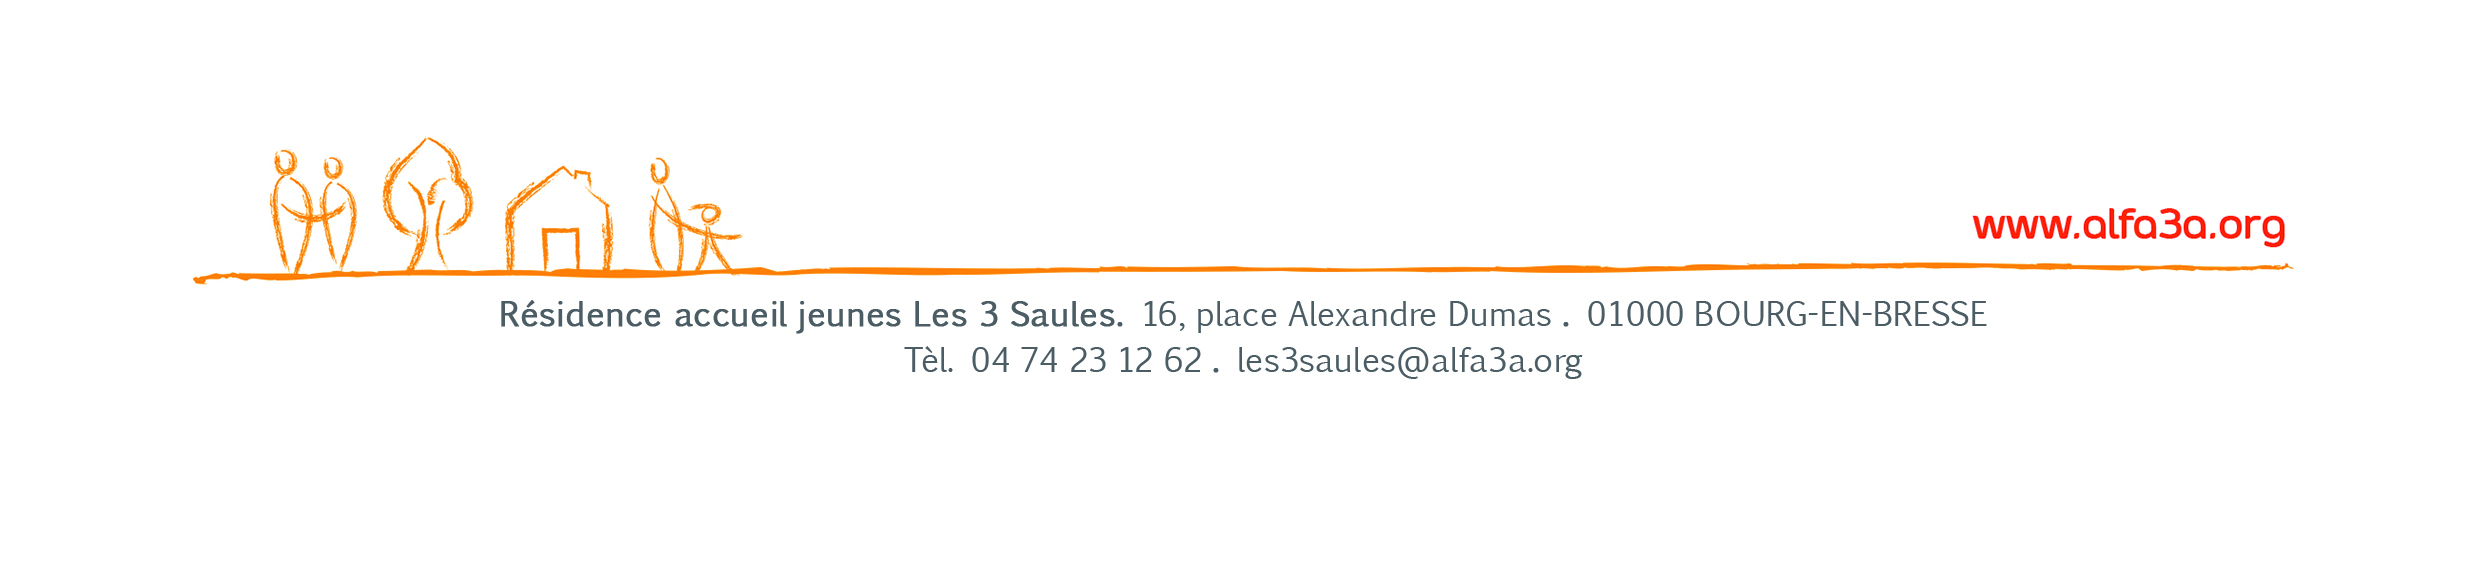 www.alfa3a.org
Résidence accueil jeunes Les 3 Saules. 16, place Alexandre Dumas . 01000 BOURG-EN-BRESSE
Tèl. 04 74 23 12 62 . les3saules@alfa3a.org